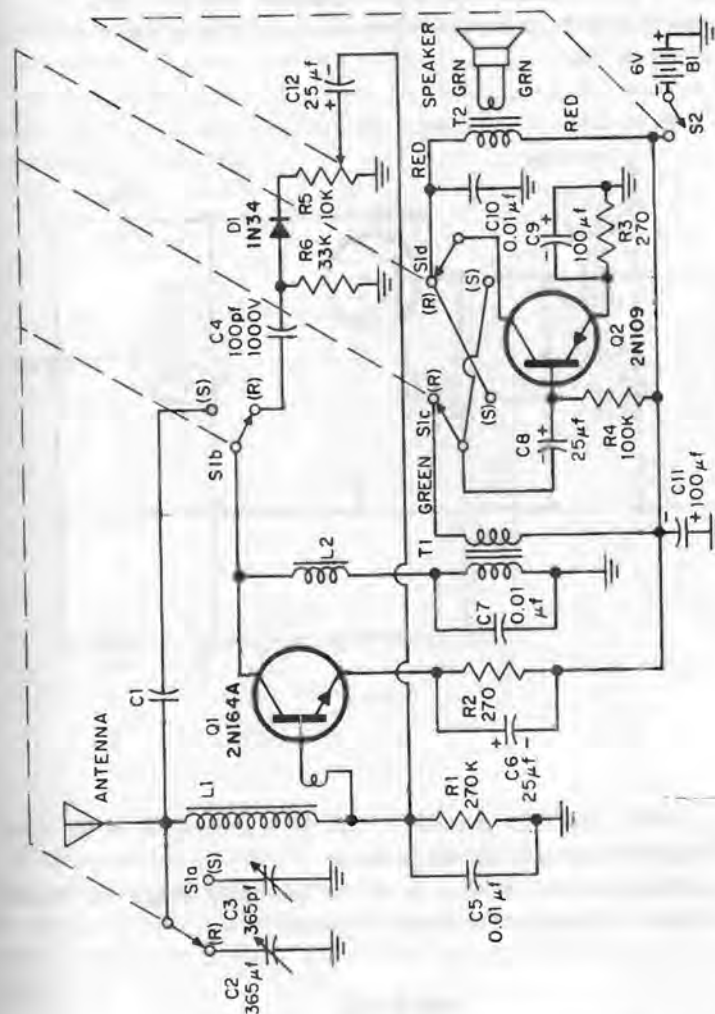 ANTENNA
C1
L1
Q1
2N164A
S1a
(S)
(R)
C2
365µf
C3
365pf
C5
0.01 µf
R1
270K
C6
25µf
R2
270
C7
0.01
µf
L2
S1b
(S)
(R)
C4
100pf
1000V
R6
33K
D1
1N34
R5
10K
C12
25µf
+
-
GREEN
T1
S1c
(R)
(S)
S1d
(R)
(S)
C8
25µf
-
+
R4
100K
Q2
2N109
C9
100µf
-
+
R3
270
C10
0.01µf
RED
T2
RED
GRN
GRN
SPEAKER
C11
-
+100µf
6V
-
+
B1
S2
+
-